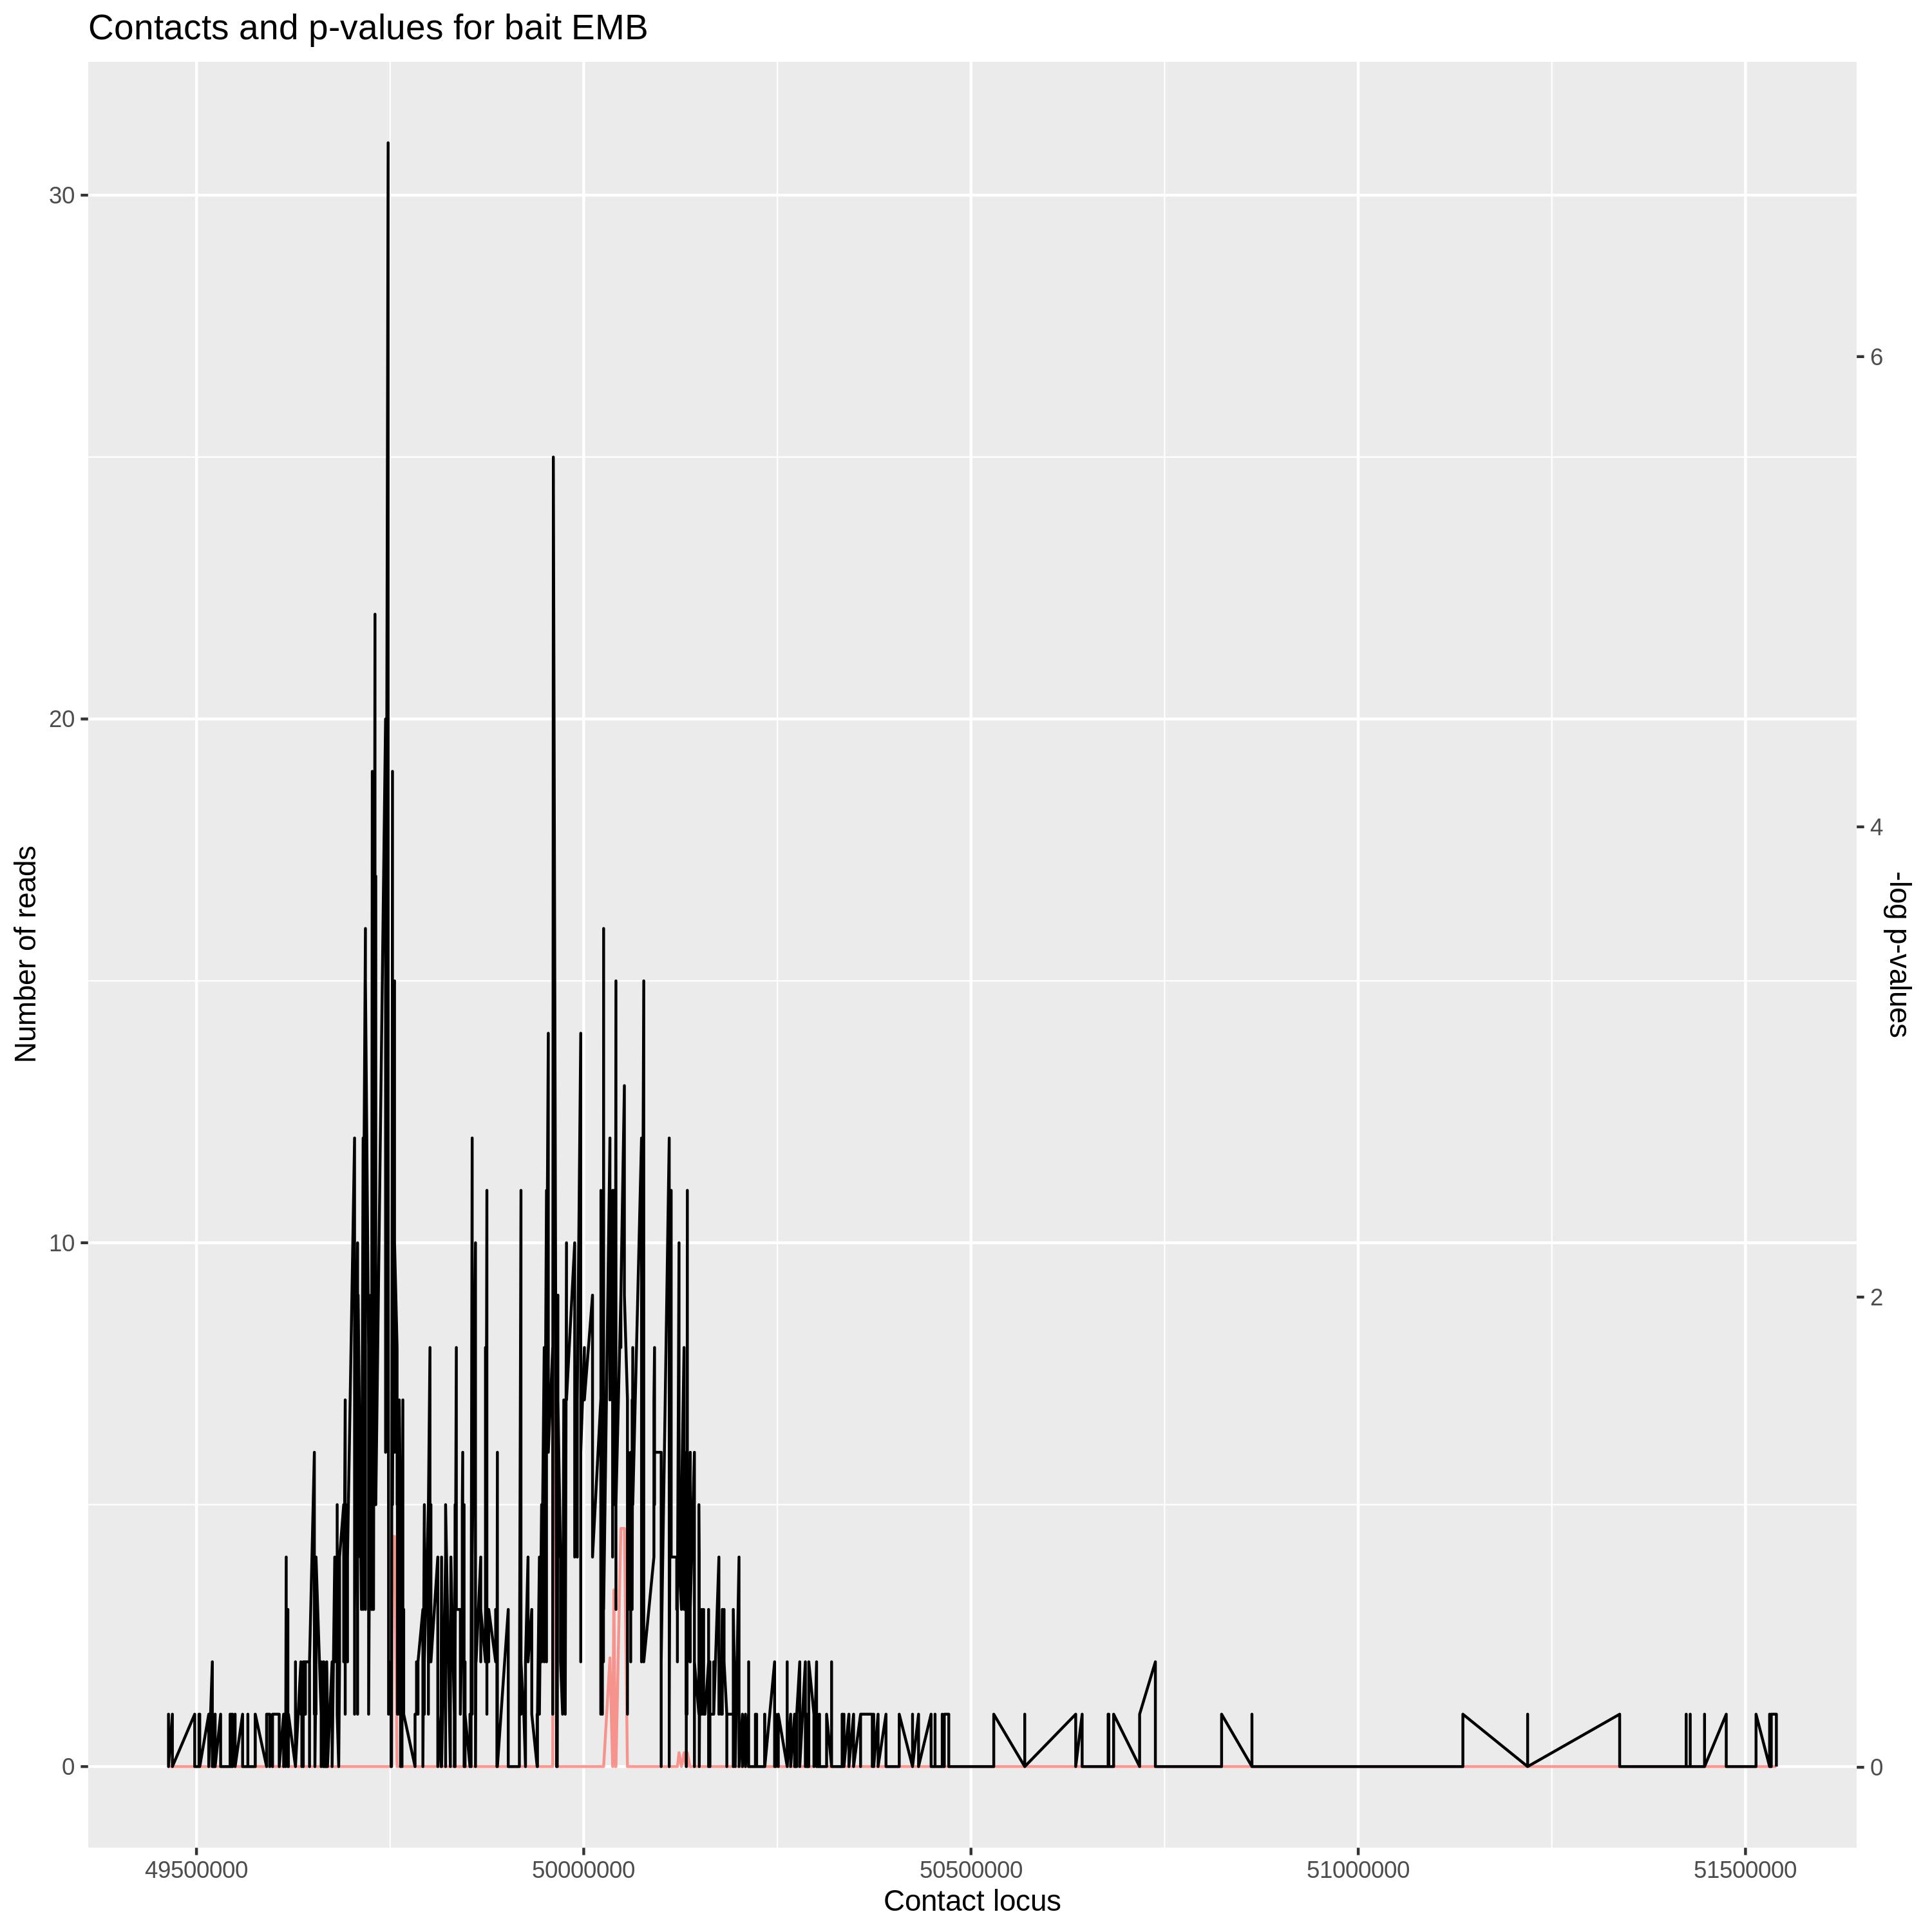 Contacts and p-values for bait EMB
30
20
10
0
Number of reads
6
4
2
0
-log p-values
49500000 50000000 50500000 51000000 51500000
Contact locus